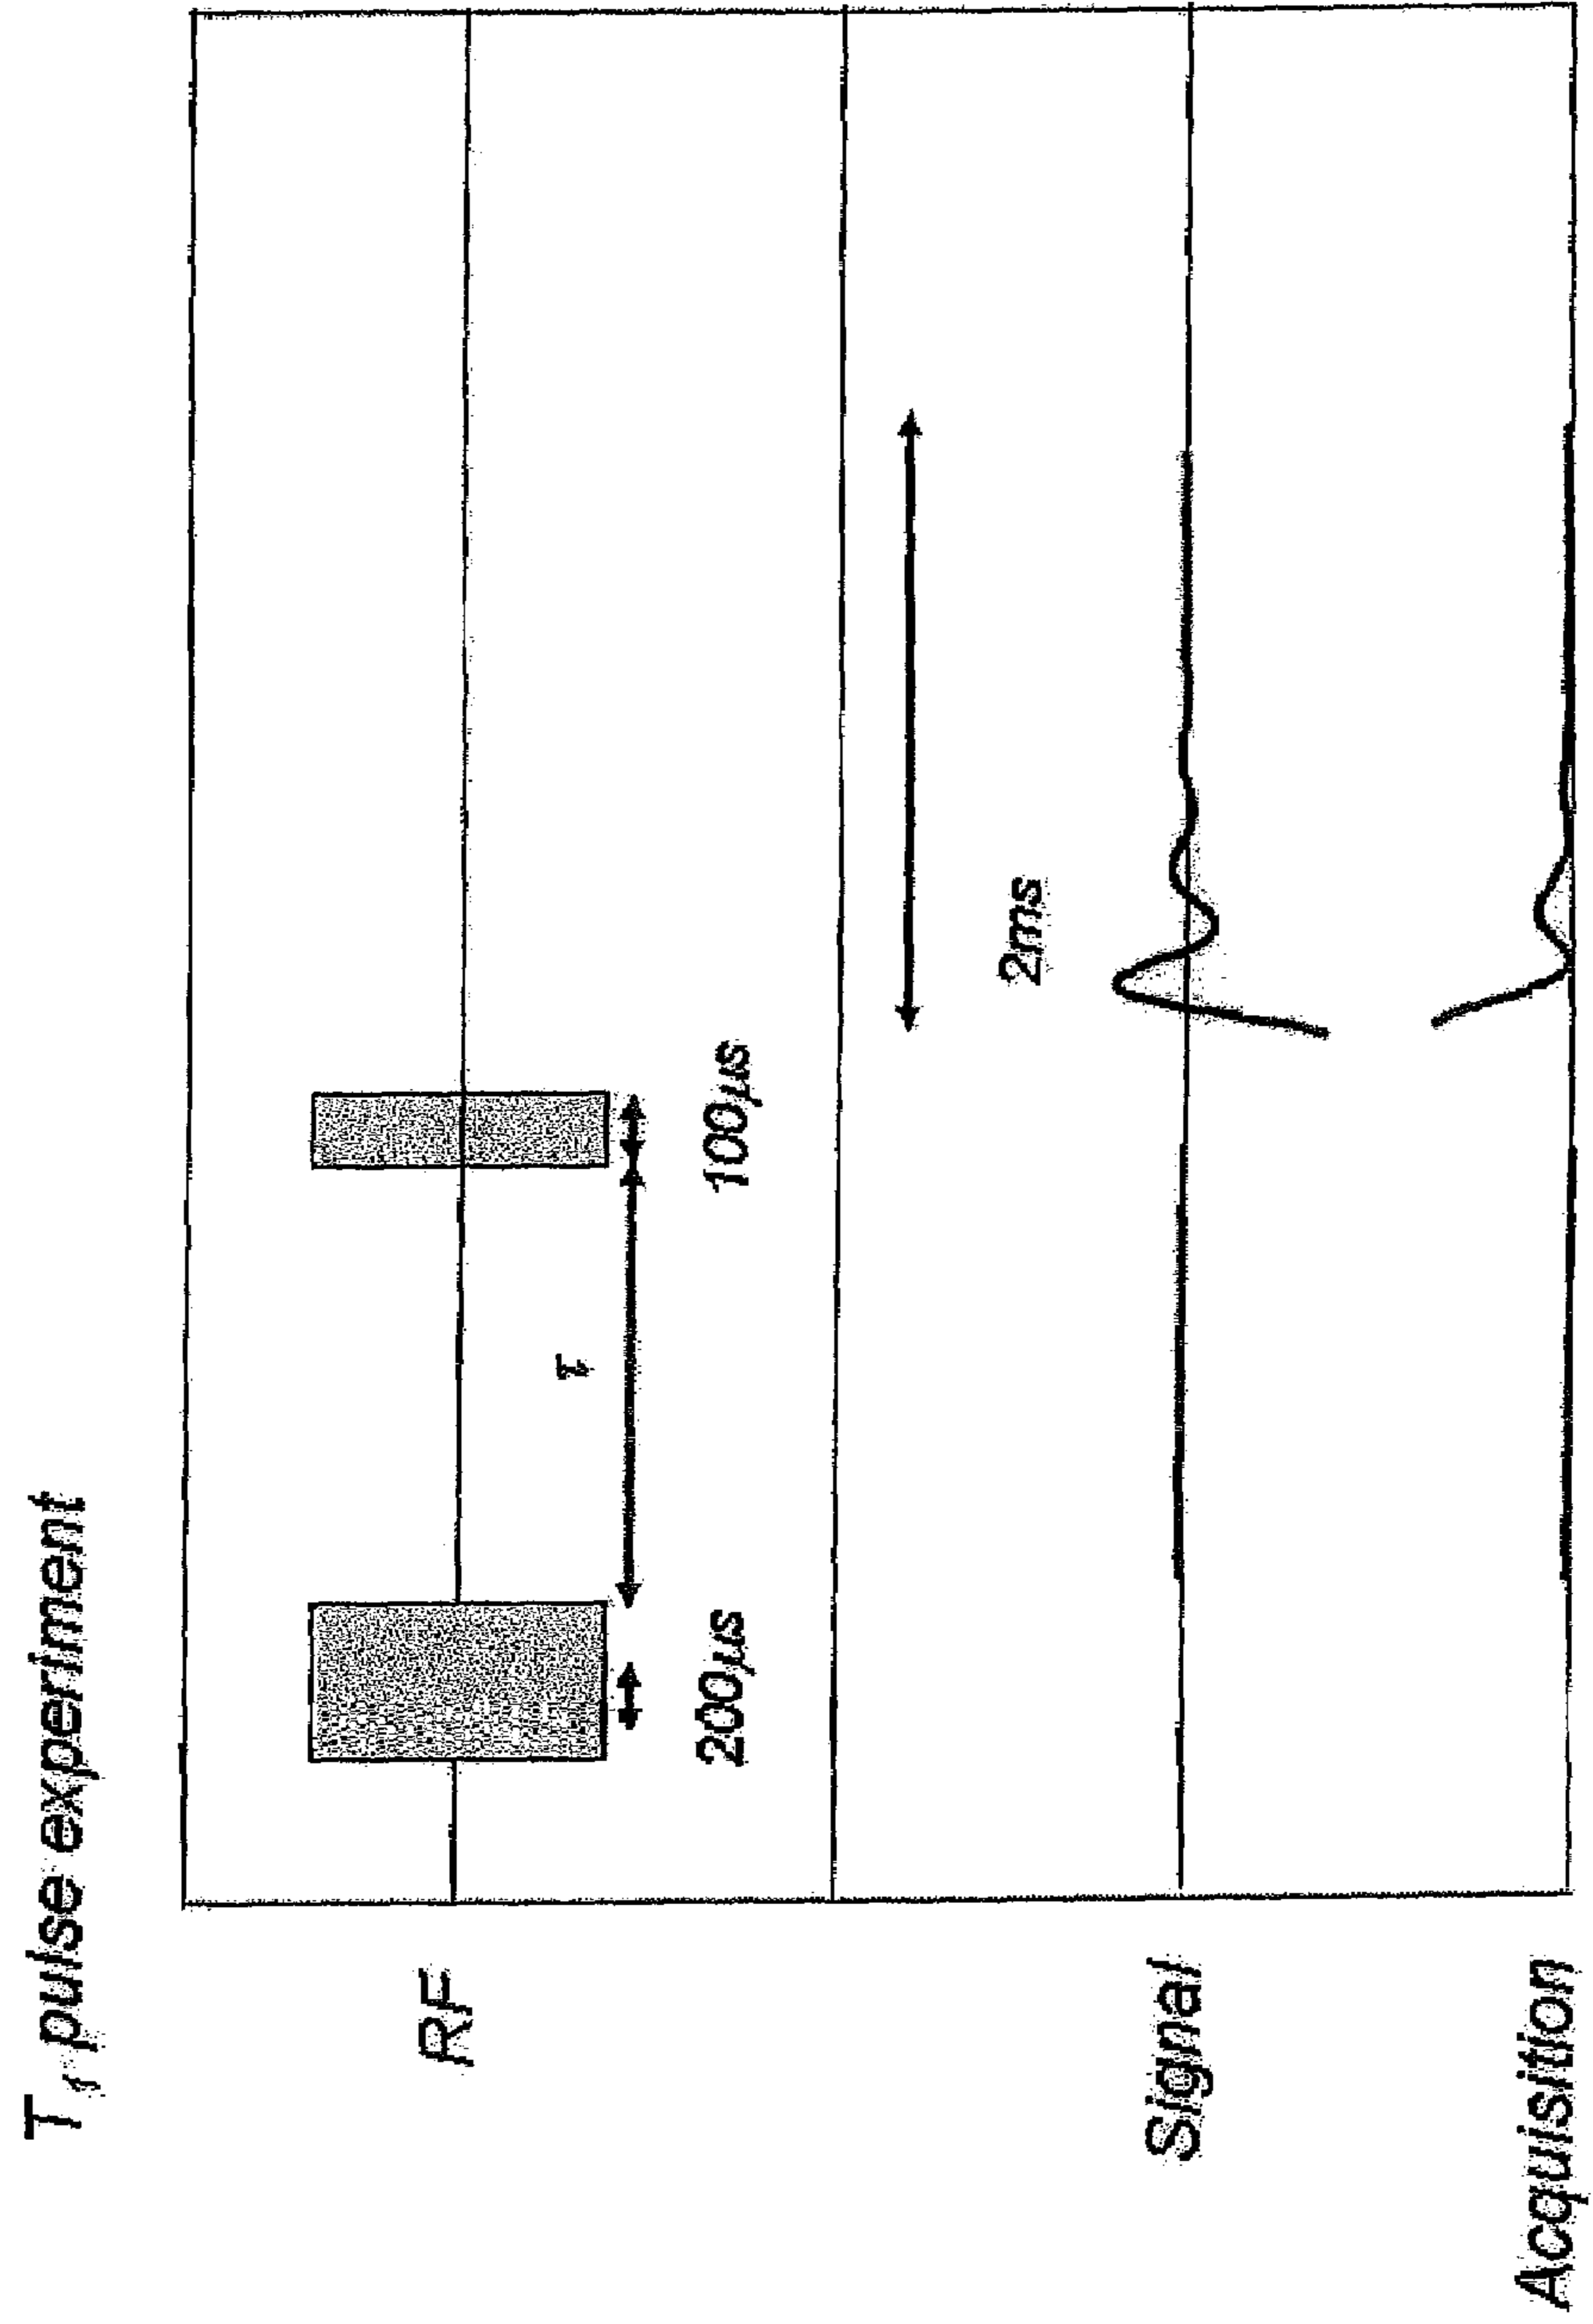 T₁ pulse experiment
RF
200µs
τ
100µs
2ms
Signal
Acquisition